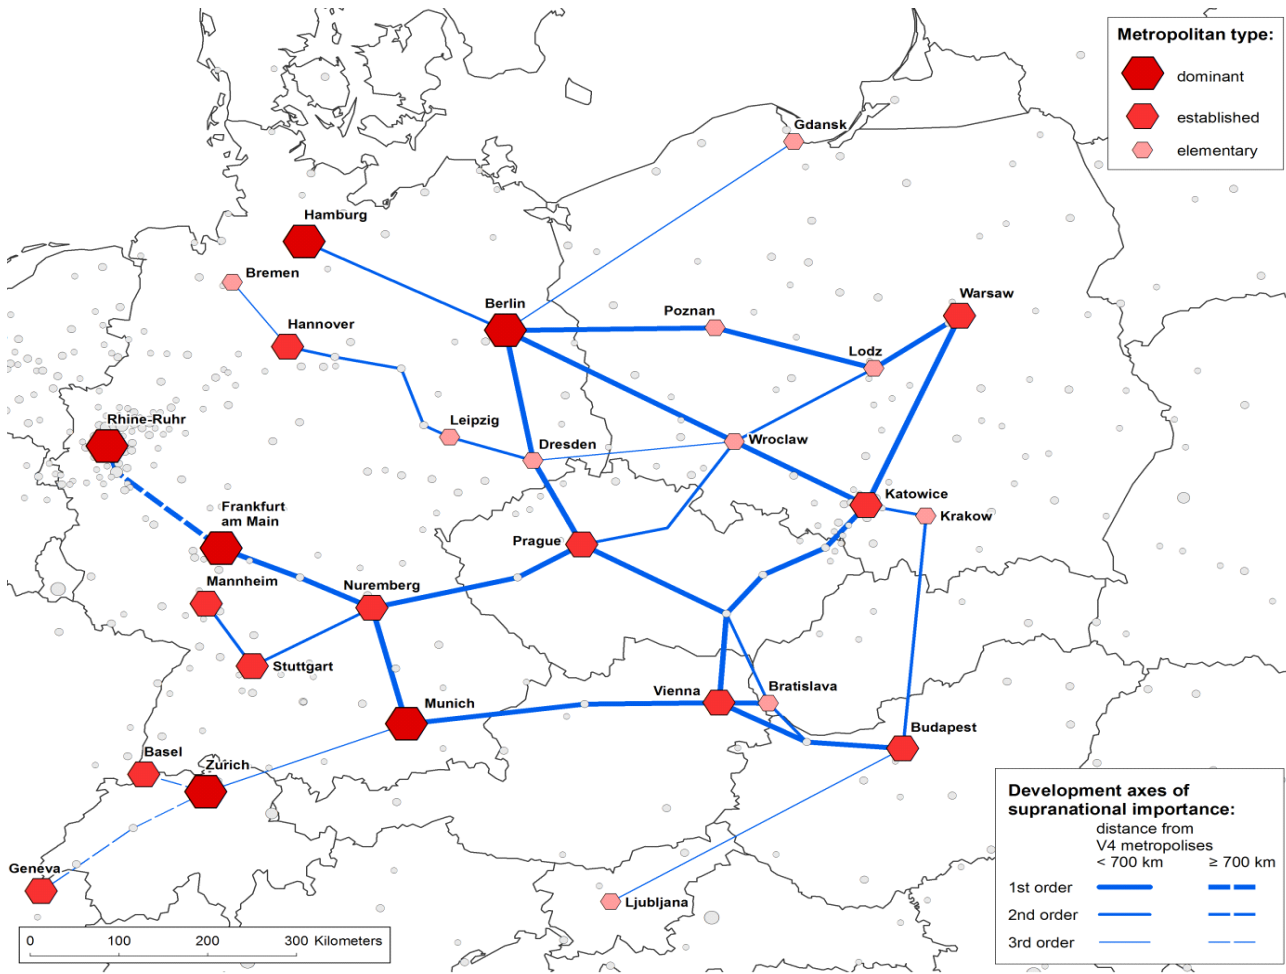 Metropolitan type:
dominant
established
elementary
Gdansk
Hamburg
Bremen
Hannover
Berlin
Poznan
Warsaw
Lodz
Rhine-Ruhr
Leipzig
Dresden
Wroclaw
Frankfurt
am Main
Katowice
Krakow
Prague
Mannheim
Nuremberg
Stuttgart
Munich
Vienna
Bratislava
Budapest
Basel
Zürich
Geneva
Ljubljana
Development axes of
supranational importance:
distance from
V4 metropolises
< 700 km ≥ 700 km
1st order
2nd order
3rd order
0 100 200 300 Kilometers